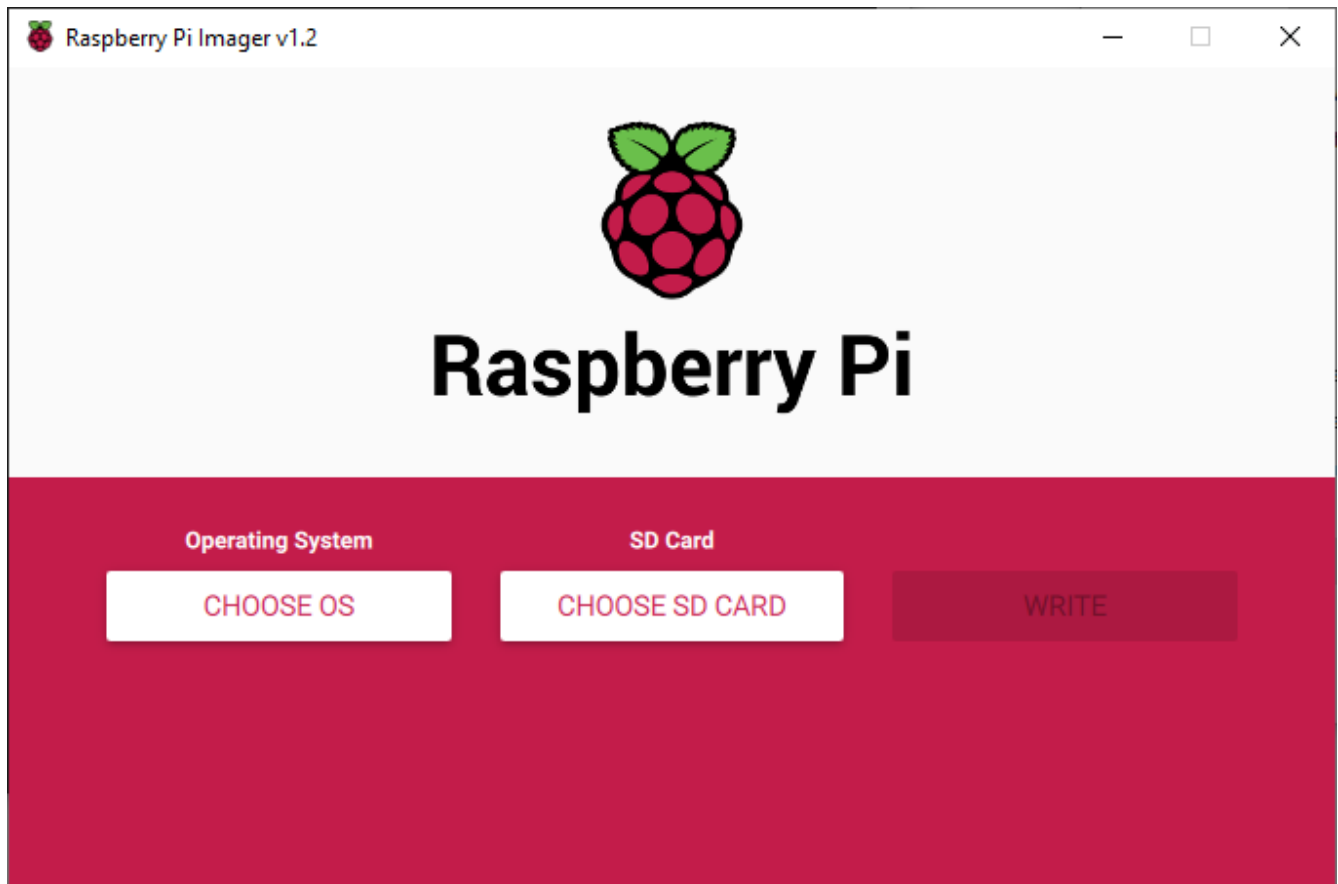 Raspberry Pi Imager v1.2
Raspberry Pi
Operating System
SD Card
CHOOSE OS
CHOOSE SD CARD
WRITE